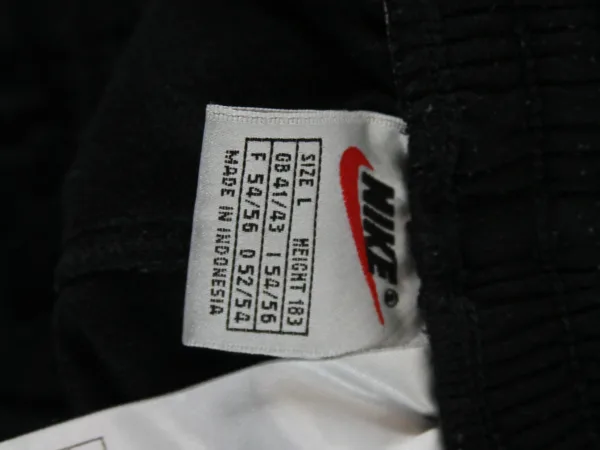 NIKE®
SIZE L HEIGHT 183
GB 41/43 I 54/56
F 54/56 D 52/54
MADE IN INDONESIA